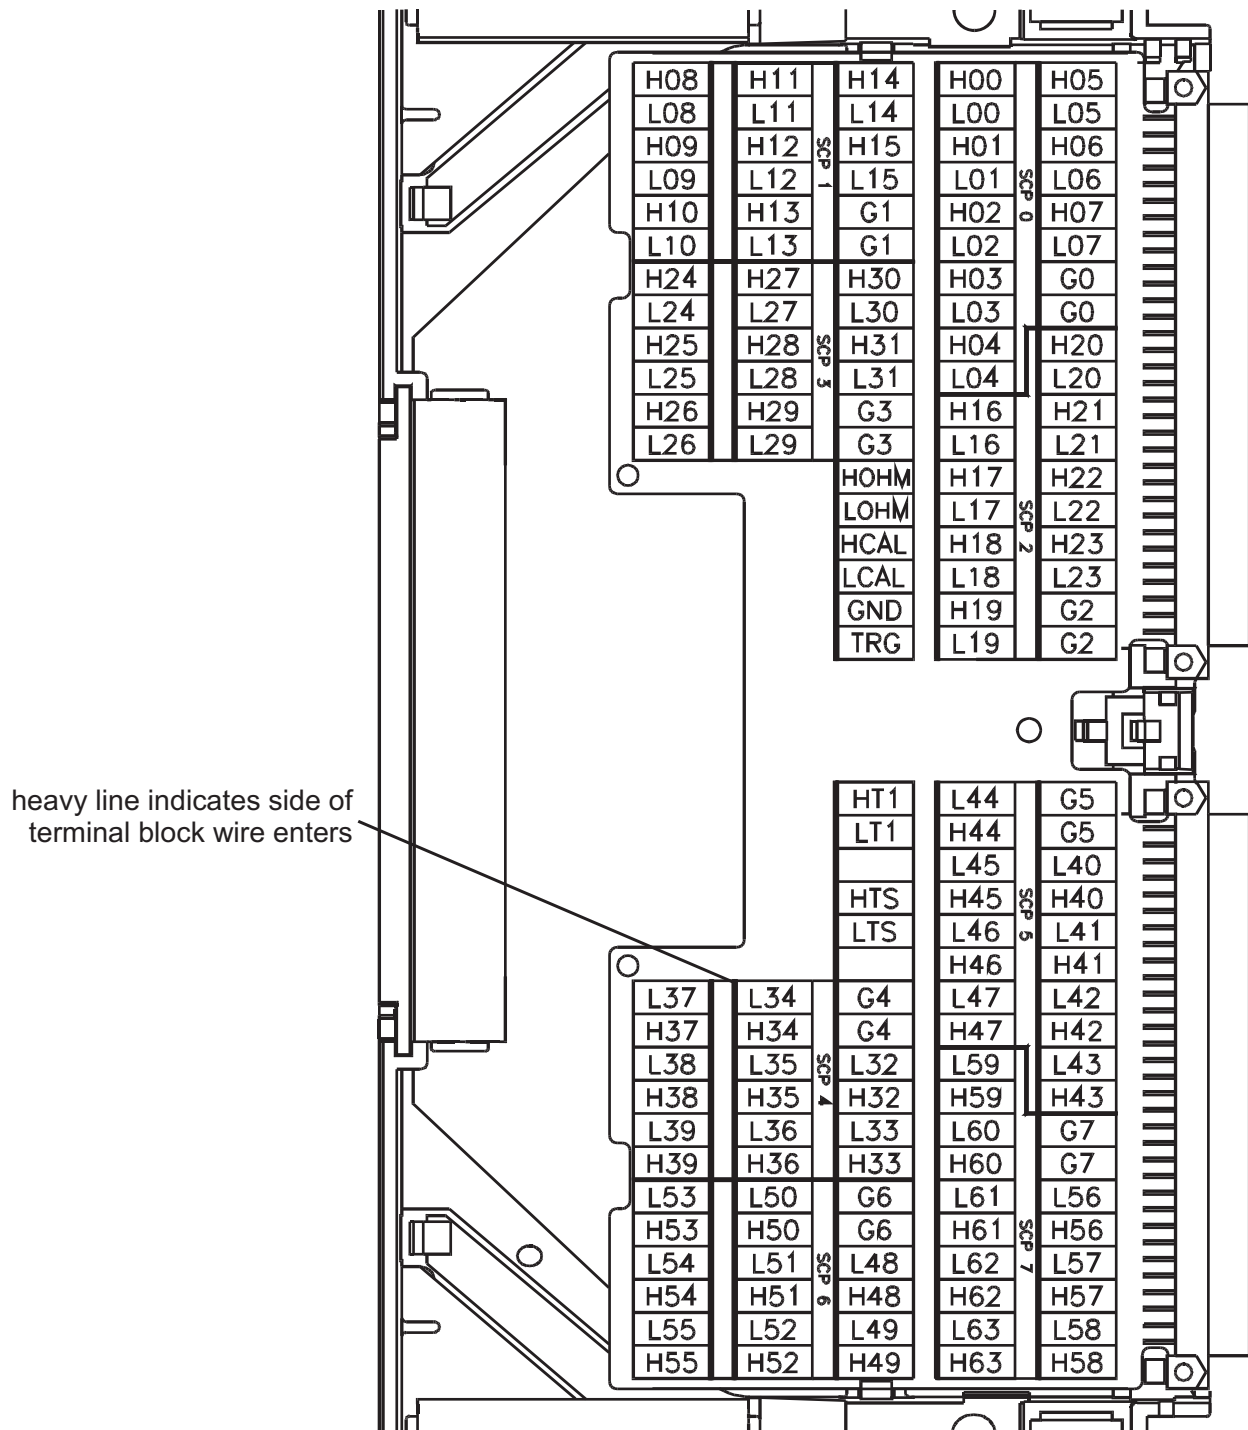 H08 H11 H14 H00 H05
L08 L11 L14 L00 L05
H09 H12 H15 H01 H06
L09 L12 L15 L01 L06
H10 H13 G1 H02 H07
L10 L13 G1 L02 L07
SCP 1
SCP 0
H24 H27 H30 H03 G0
L24 L27 L30 L03 G0
H25 H28 H31 H04 H20
L25 L28 L31 L04 L20
H26 H29 G3 H16 H21
L26 L29 G3 L16 L21
SCP 3
HOHM H17 H22
LOHM L17 L22
HCAL H18 H23
LCAL L18 L23
GND H19 G2
TRG L19 G2
SCP 2
heavy line indicates side of
terminal block wire enters
HT1 L44 G5
LT1 H44 G5
L45 L40
HTS H45 H40
LTS L46 L41
H46 H41
SCP 5
L37 L34 G4 L47 L42
H37 H34 G4 H47 H42
L38 L35 L32 L59 L43
H38 H35 H32 H59 H43
L39 L36 L33 L60 G7
H39 H36 H33 H60 G7
SCP 4
L53 L50 G6 L61 L56
H53 H50 G6 H61 H56
L54 L51 L48 L62 L57
H54 H51 H48 H62 H57
L55 L52 L49 L63 L58
H55 H52 H49 H63 H58
SCP 6
SCP 7